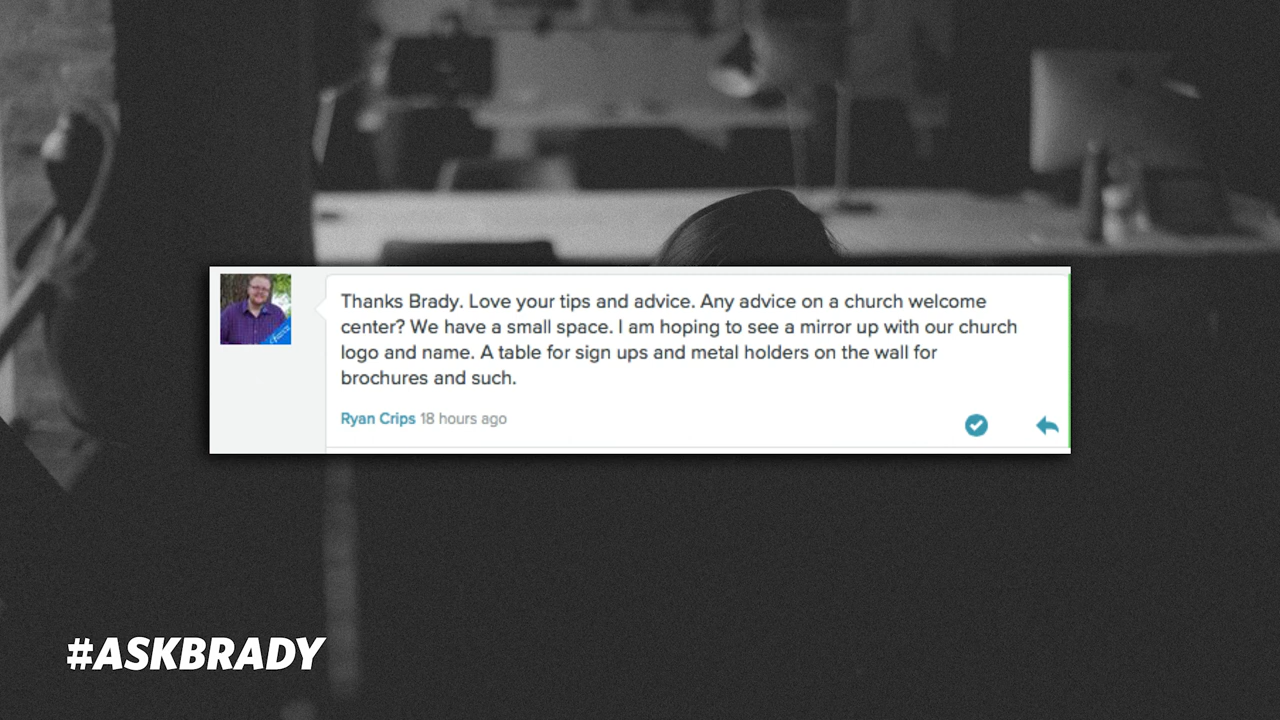 Thanks Brady. Love your tips and advice. Any advice on a church welcome
center? We have a small space. I am hoping to see a mirror up with our church
logo and name. A table for sign ups and metal holders on the wall for
brochures and such.
Ryan Crips 18 hours ago
#ASKBRADY